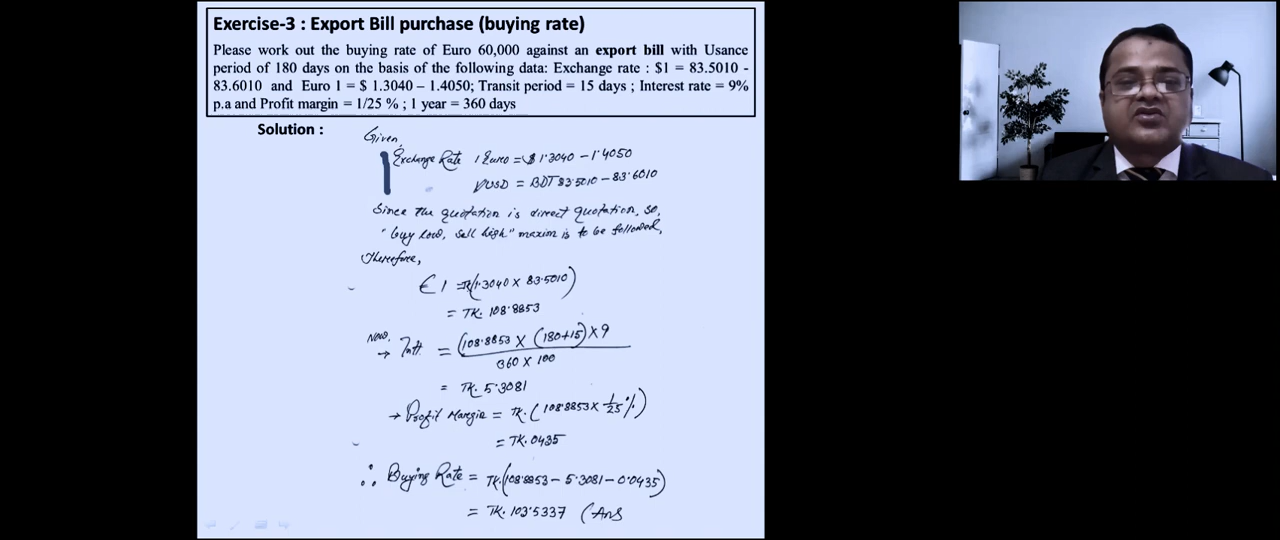 Exercise-3 : Export Bill purchase (buying rate)
Please work out the buying rate of Euro 60,000 against an export bill with Usance
period of 180 days on the basis of the following data: Exchange rate : $1 = 83.5010 -
83.6010 and Euro 1 = $ 1.3040 – 1.4050; Transit period = 15 days ; Interest rate = 9%
p.a and Profit margin = 1/25 % ; 1 year = 360 days
Solution :
Given,
Exchange Rate 1 Euro = $ 1.3040 - 1.4050
1 USD = BDT 83.5010 - 83.6010
Since the quotation is direct quotation, so,
"buy low, sell high" maxim is to be followed,
Therefore,
€ 1 = TK(1.3040 × 83.5010)
= TK. 108.8853
Now,
→ Intt. = (108.8853 × (180+15) × 9
360 × 100
= TK. 5.3081
→ Profit Margin = TK. (108.8853 × 1/25 %)
= TK. 0435
∴ Buying Rate = TK. (108.8853 - 5.3081 - 0.0435)
= TK. 103.5337 (Ans